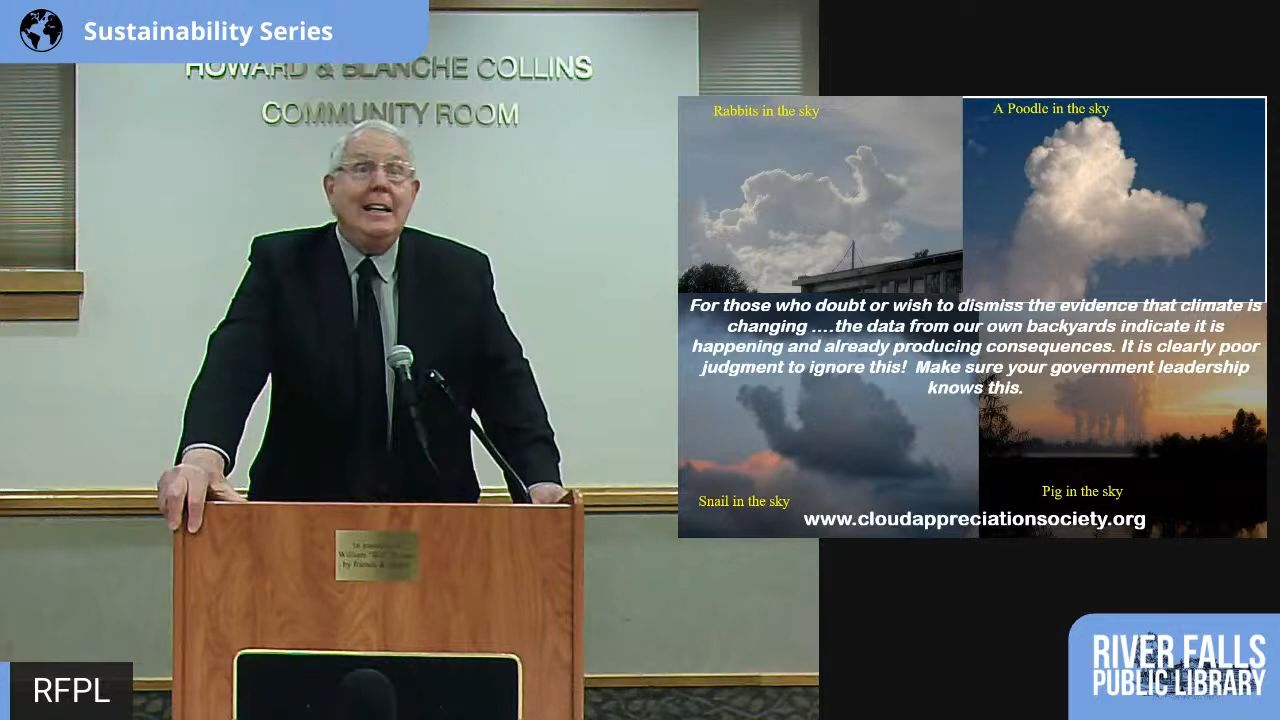 Sustainability Series
HOWARD & BLANCHE COLLINS
COMMUNITY ROOM
Rabbits in the sky
A Poodle in the sky
For those who doubt or wish to dismiss the evidence that climate is
changing ....the data from our own backyards indicate it is
happening and already producing consequences. It is clearly poor
judgment to ignore this! Make sure your government leadership
knows this.
Snail in the sky
Pig in the sky
www.cloudappreciationsociety.org
William
by friends &
RFPL
RIVER FALLS
PUBLIC LIBRARY